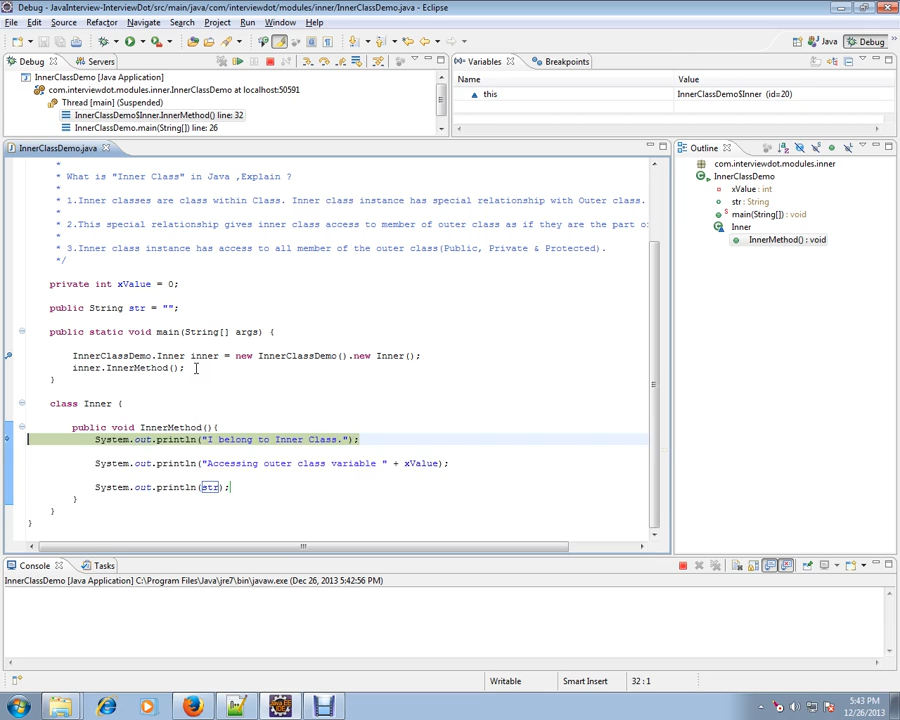 Debug - JavaInterview-InterviewDot/src/main/java/com/interviewdot/modules/inner/InnerClassDemo.java - Eclipse
File Edit Source Refactor Navigate Search Project Run Window Help
Java Debug
Debug Servers
InnerClassDemo [Java Application]
com.interviewdot.modules.inner.InnerClassDemo at localhost:50591
Thread [main] (Suspended)
InnerClassDemo$Inner.InnerMethod() line: 32
InnerClassDemo.main(String[]) line: 26
(x)= Variables Breakpoints
Name Value
this InnerClassDemo$Inner (id=20)
InnerClassDemo.java
*
* What is "Inner Class" in Java ,Explain ?
*
* 1.Inner classes are class within Class. Inner class instance has special relationship with Outer class.
*
* 2.This special relationship gives inner class access to member of outer class as if they are the part of
*
* 3.Inner class instance has access to all member of the outer class(Public, Private & Protected).
*/
private int xValue = 0;
public String str = "";
public static void main(String[] args) {
InnerClassDemo.Inner inner = new InnerClassDemo().new Inner();
inner.InnerMethod();
}
class Inner {
public void InnerMethod(){
System.out.println("I belong to Inner Class.");
System.out.println("Accessing outer class variable " + xValue);
System.out.println(str);
}
}
}
Outline
com.interviewdot.modules.inner
InnerClassDemo
xValue : int
str : String
main(String[]) : void
Inner
InnerMethod() : void
Console Tasks
InnerClassDemo [Java Application] C:\Program Files\Java\jre7\bin\javaw.exe (Dec 26, 2013 5:42:56 PM)
Writable Smart Insert 32 : 1
5:43 PM
12/26/2013